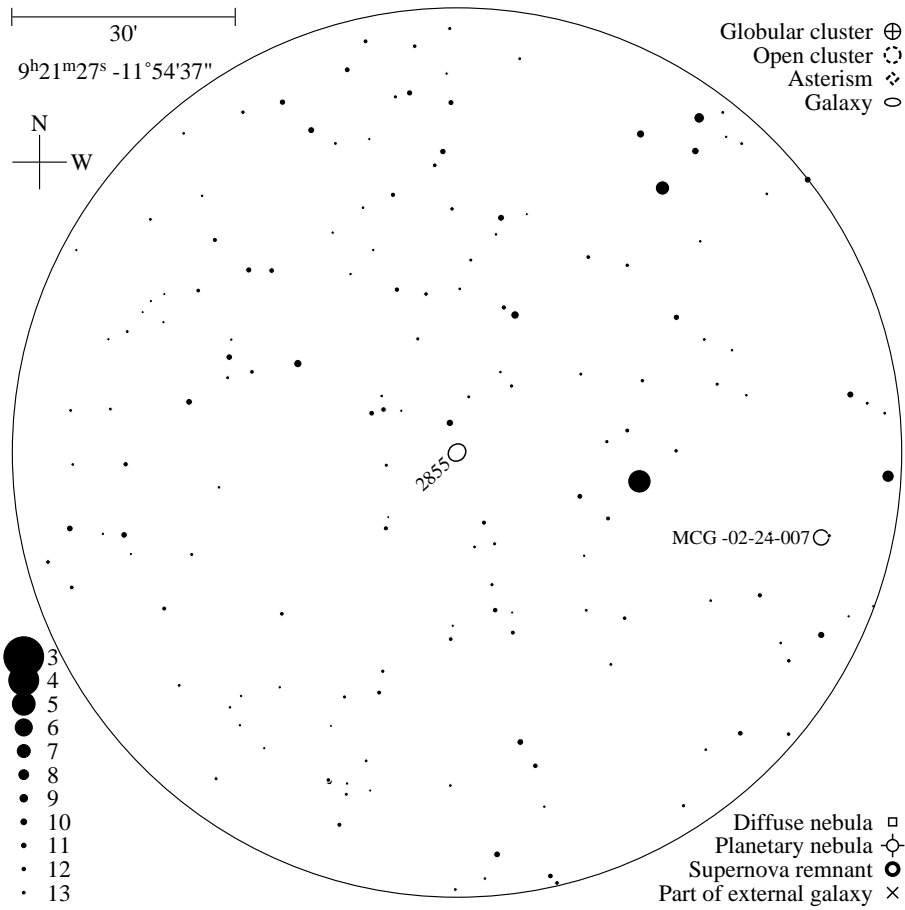 30'
9h21m27s -11°54'37"
N
W
Globular cluster
Open cluster
Asterism
Galaxy
2855
MCG -02-24-007
3
4
5
6
7
8
9
10
11
12
13
Diffuse nebula
Planetary nebula
Supernova remnant
Part of external galaxy